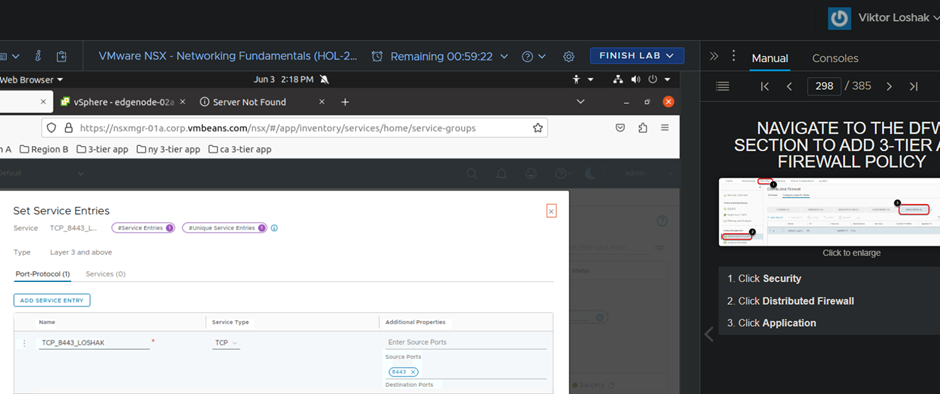 Viktor Loshak
VMware NSX - Networking Fundamentals (HOL-2...
Remaining 00:59:22
FINISH LAB
Manual
Consoles
Web Browser
Jun 3 2:18 PM
298 / 385
vSphere - edgenode-02a
Server Not Found
https://nsxmgr-01a.corp.vmbeans.com/nsx/#/app/inventory/services/home/service-groups
A
Region B
3-tier app
ny 3-tier app
ca 3-tier app
NAVIGATE TO THE DFW
SECTION TO ADD 3-TIER A
FIREWALL POLICY
Click to enlarge
1. Click Security
2. Click Distributed Firewall
3. Click Application
Set Service Entries
Service TCP_8443_L... #Service Entries 1 #Unique Service Entries 1
Type Layer 3 and above
Port-Protocol (1) Services (0)
ADD SERVICE ENTRY
Name Service Type Additional Properties
TCP_8443_LOSHAK * TCP Enter Source Ports
Source Ports
8443
Destination Ports